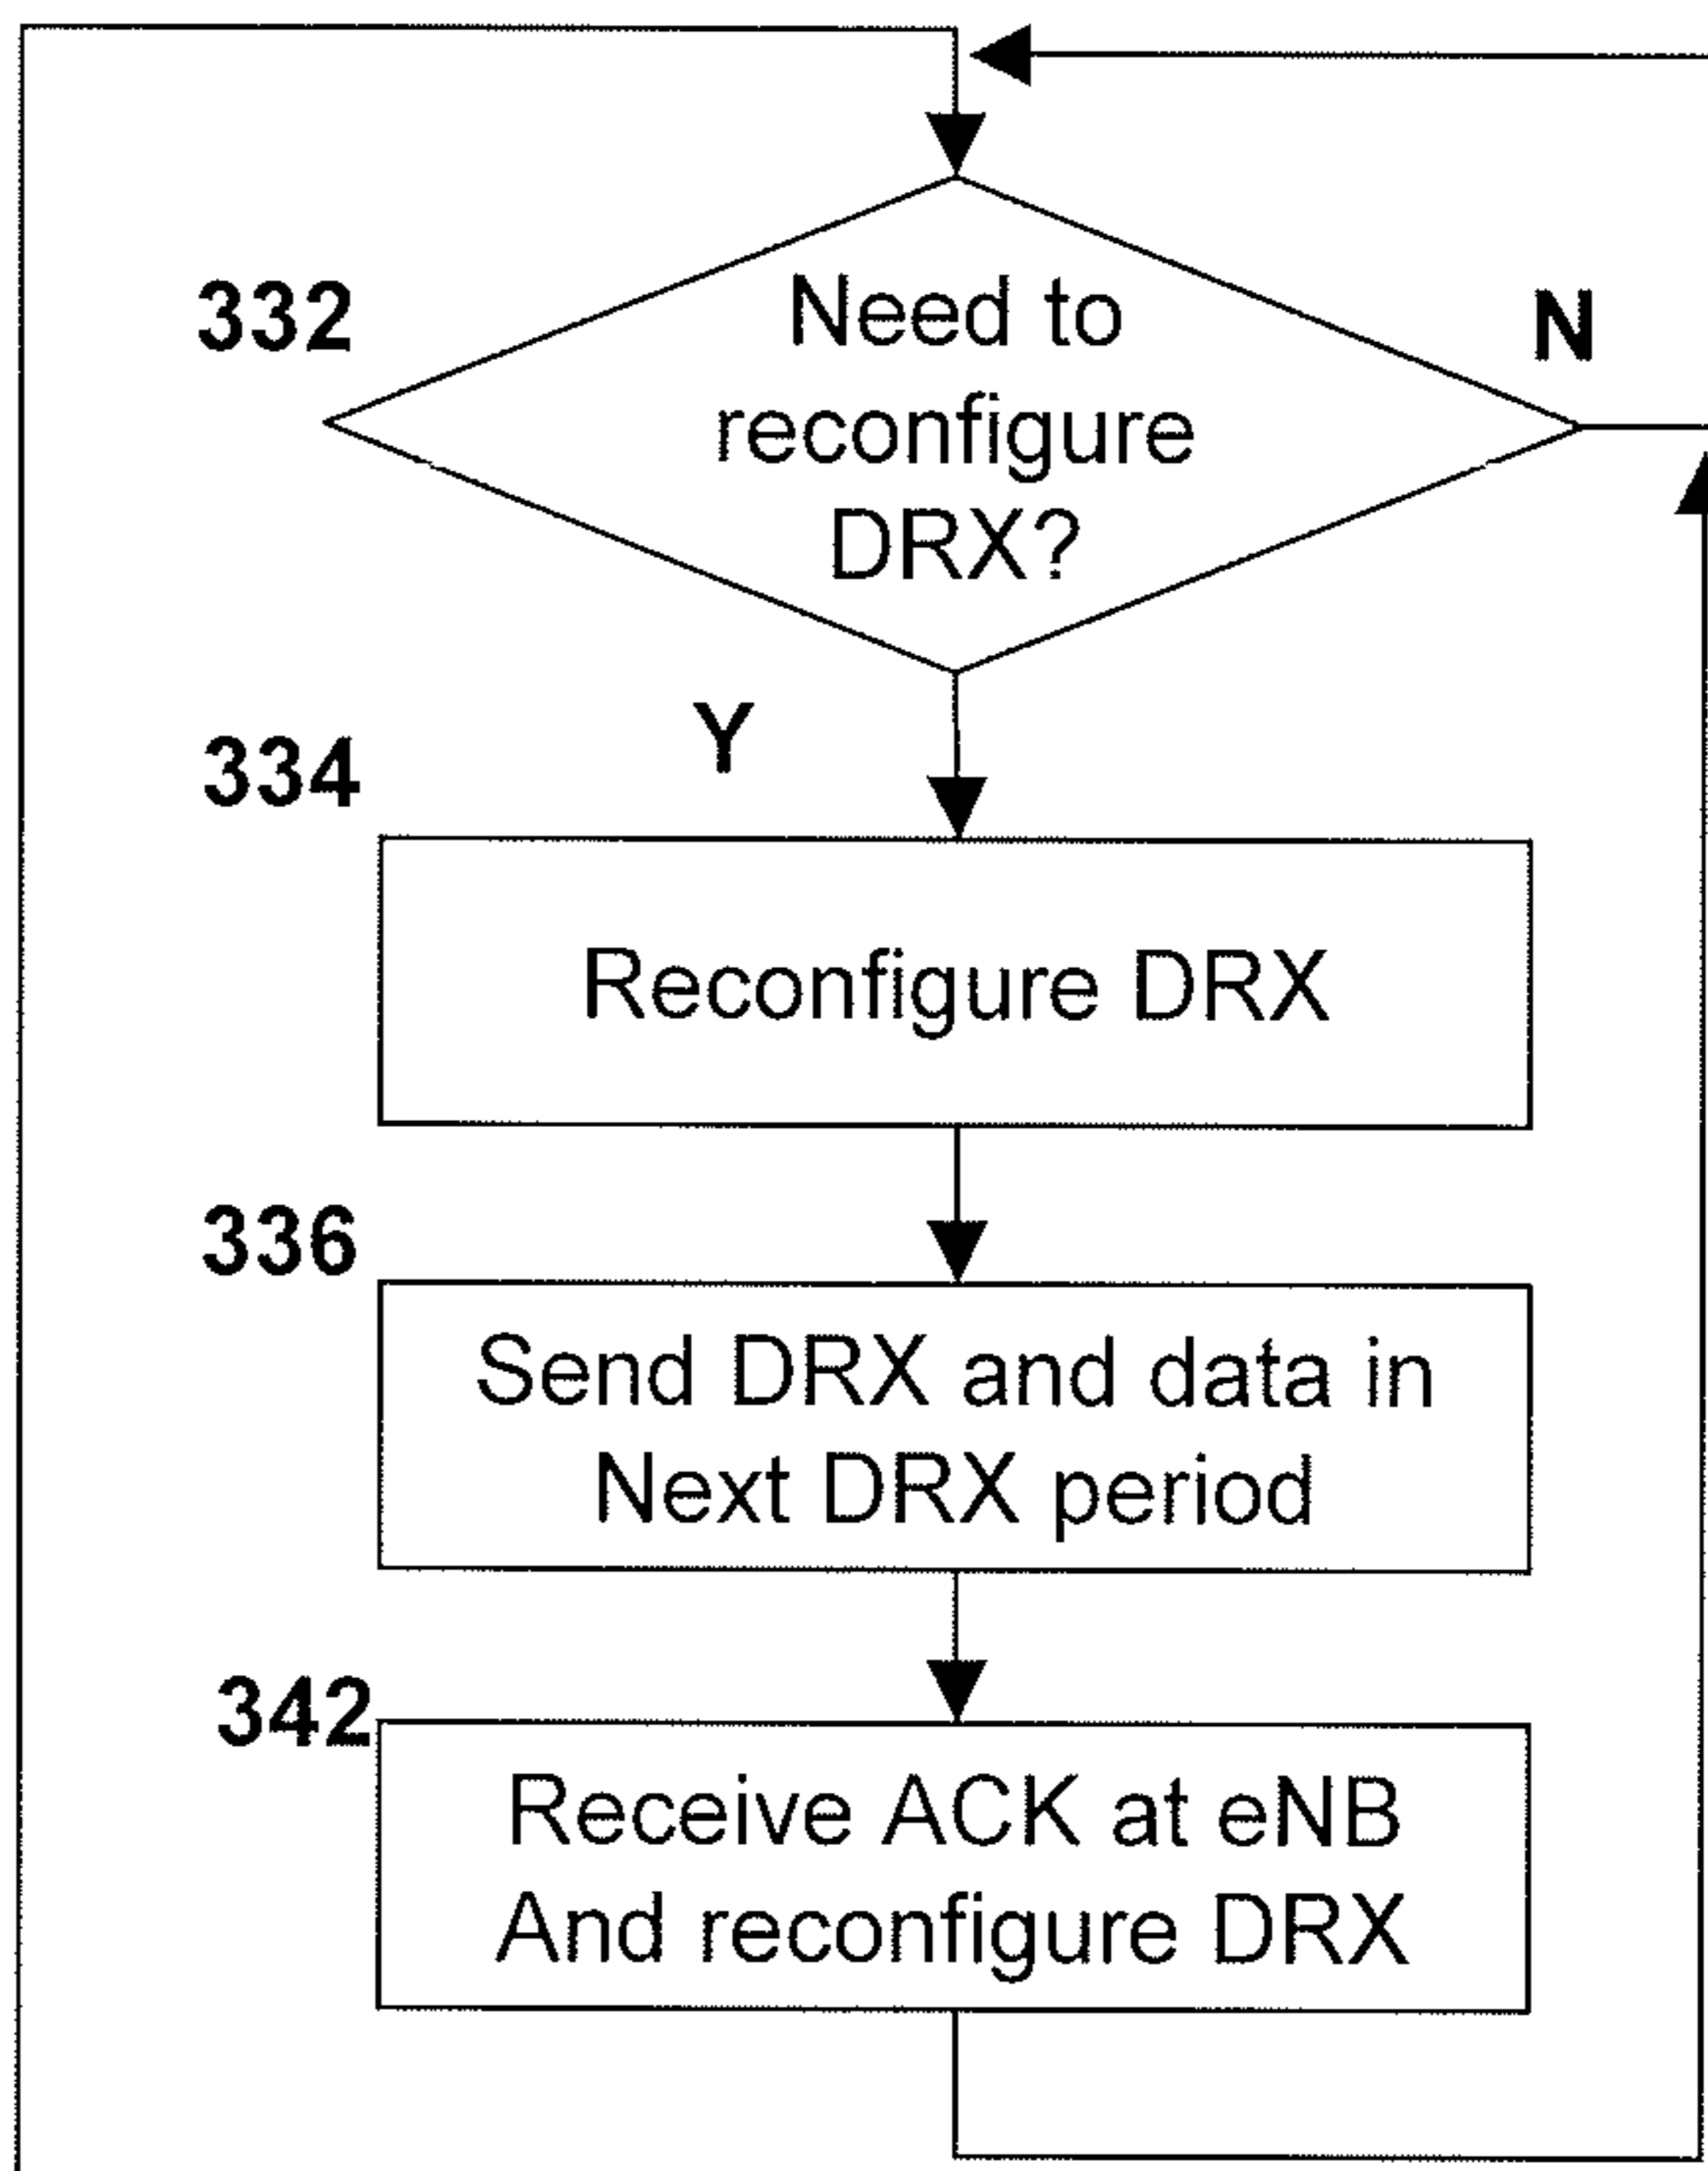 332
Need to
reconfigure
DRX?
N
Y
334
Reconfigure DRX
336
Send DRX and data in
Next DRX period
342
Receive ACK at eNB
And reconfigure DRX